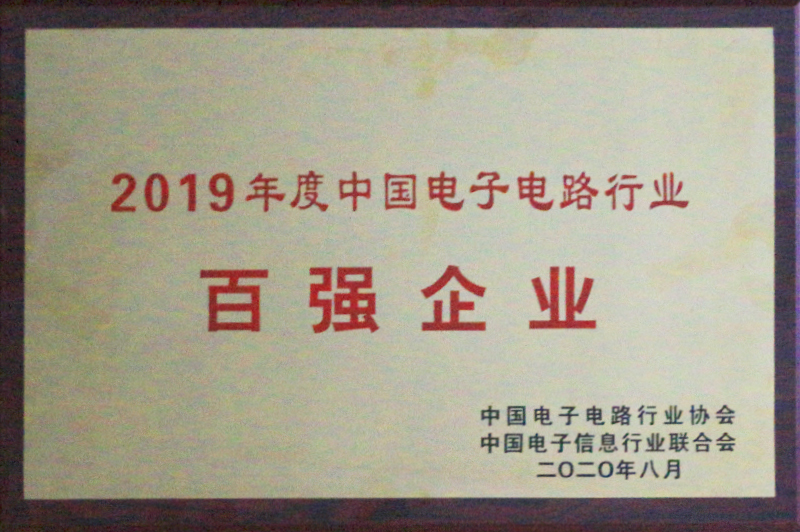 2019年度中国电子电路行业
百强企业
中国电子电路行业协会
中国电子信息行业联合会
二〇二〇年八月